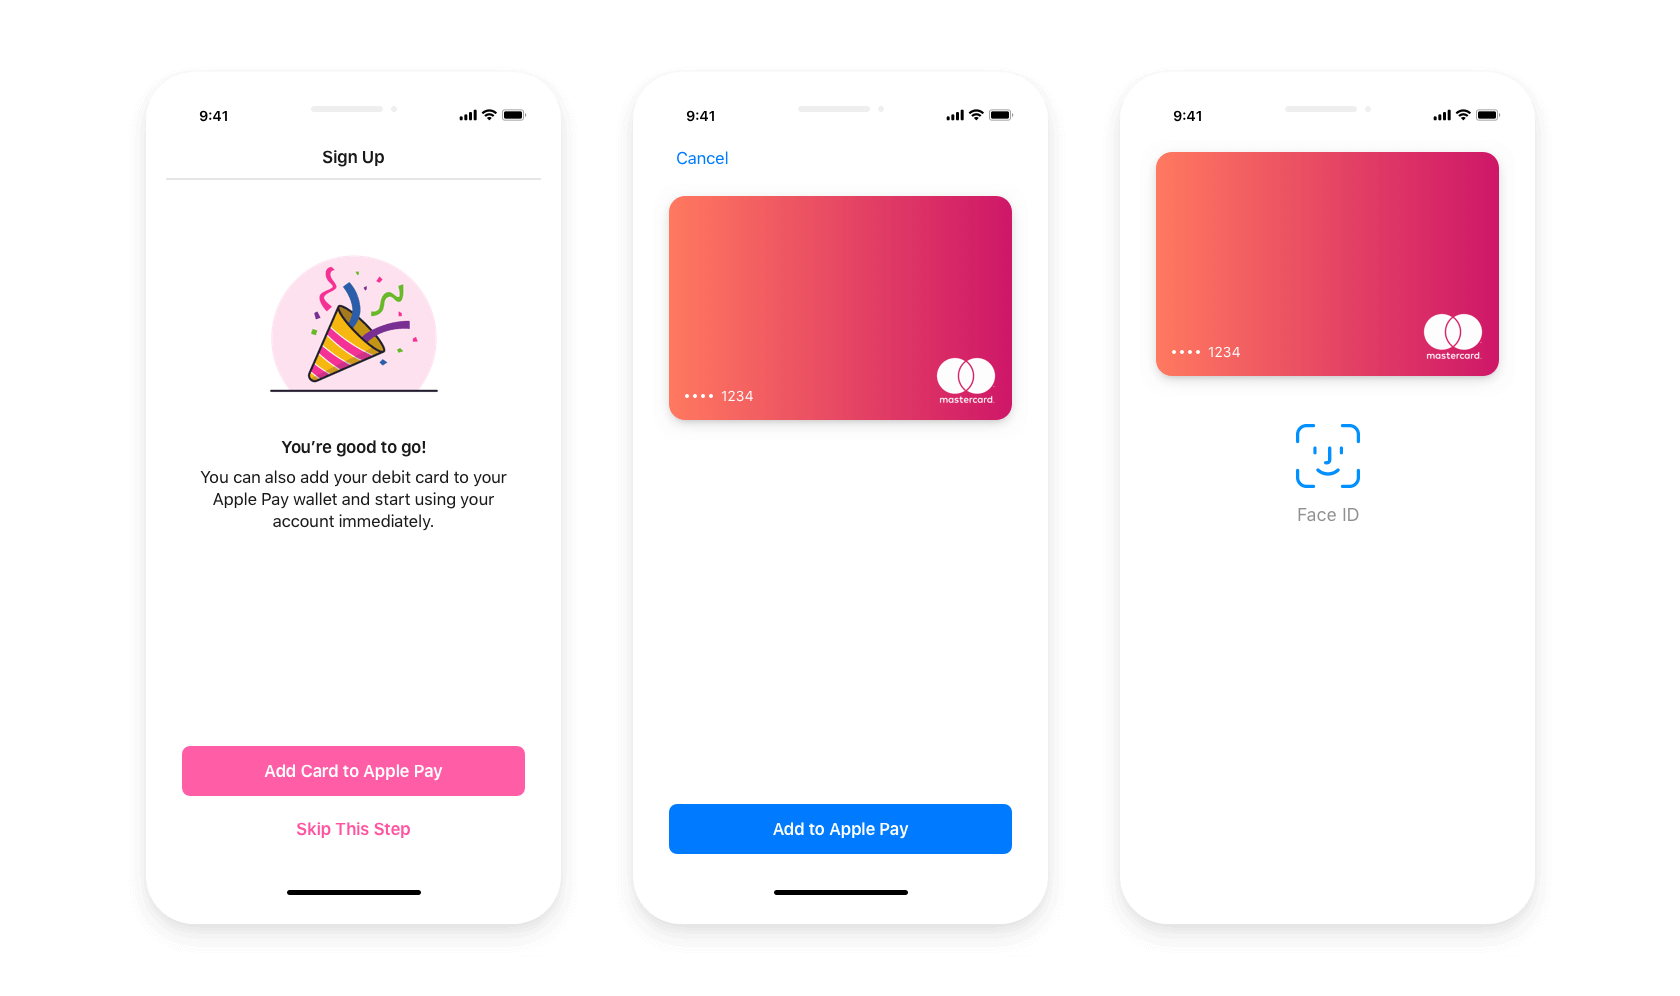 9:41
Sign Up
You're good to go!
You can also add your debit card to your
Apple Pay wallet and start using your
account immediately.
Add Card to Apple Pay
Skip This Step
9:41
Cancel
•••• 1234
mastercard.
Add to Apple Pay
9:41
•••• 1234
mastercard.
Face ID